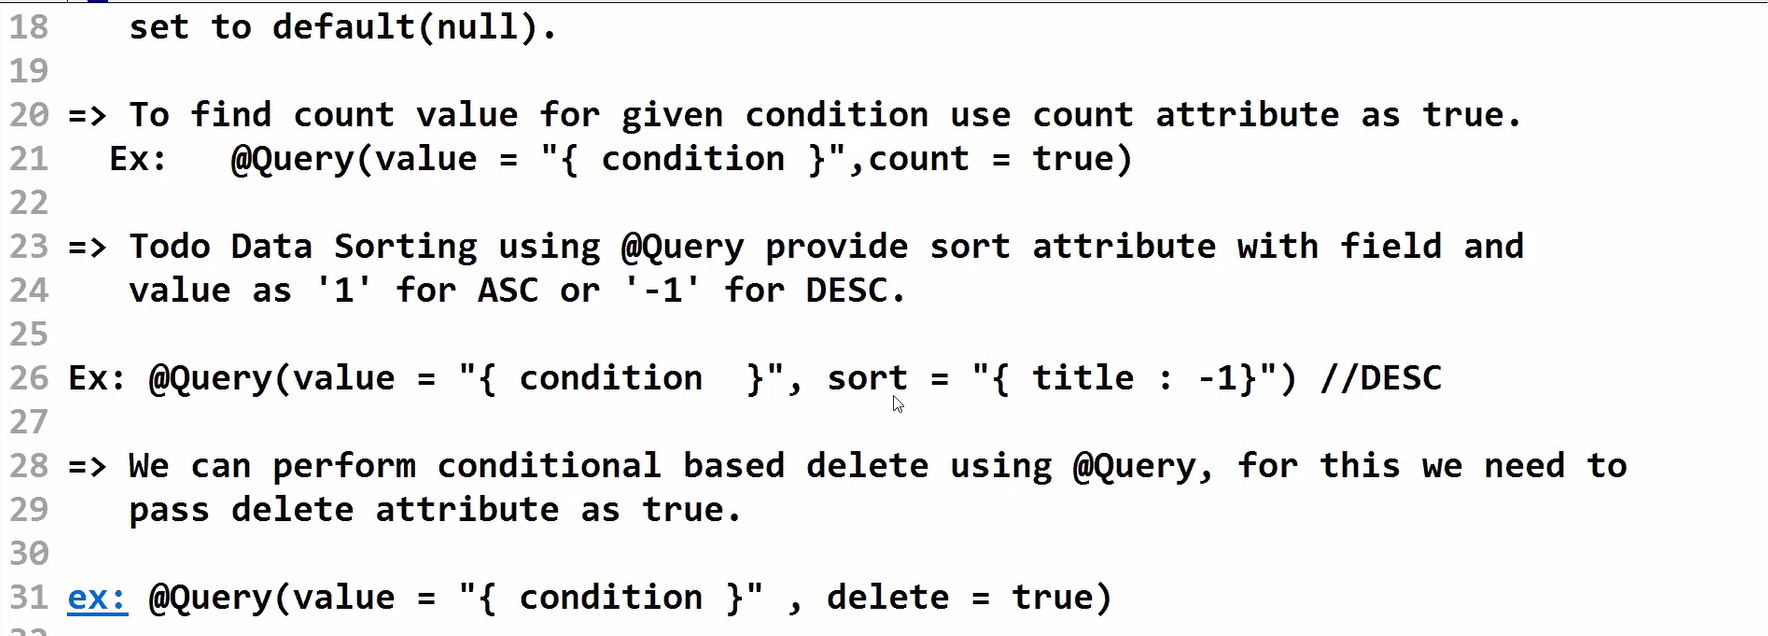 18    set to default(null).
19
20 => To find count value for given condition use count attribute as true.
21   Ex:   @Query(value = "{ condition }",count = true)
22
23 => Todo Data Sorting using @Query provide sort attribute with field and
24    value as '1' for ASC or '-1' for DESC.
25
26 Ex: @Query(value = "{ condition  }", sort = "{ title : -1}") //DESC
27
28 => We can perform conditional based delete using @Query, for this we need to
29    pass delete attribute as true.
30
31 ex: @Query(value = "{ condition }" , delete = true)